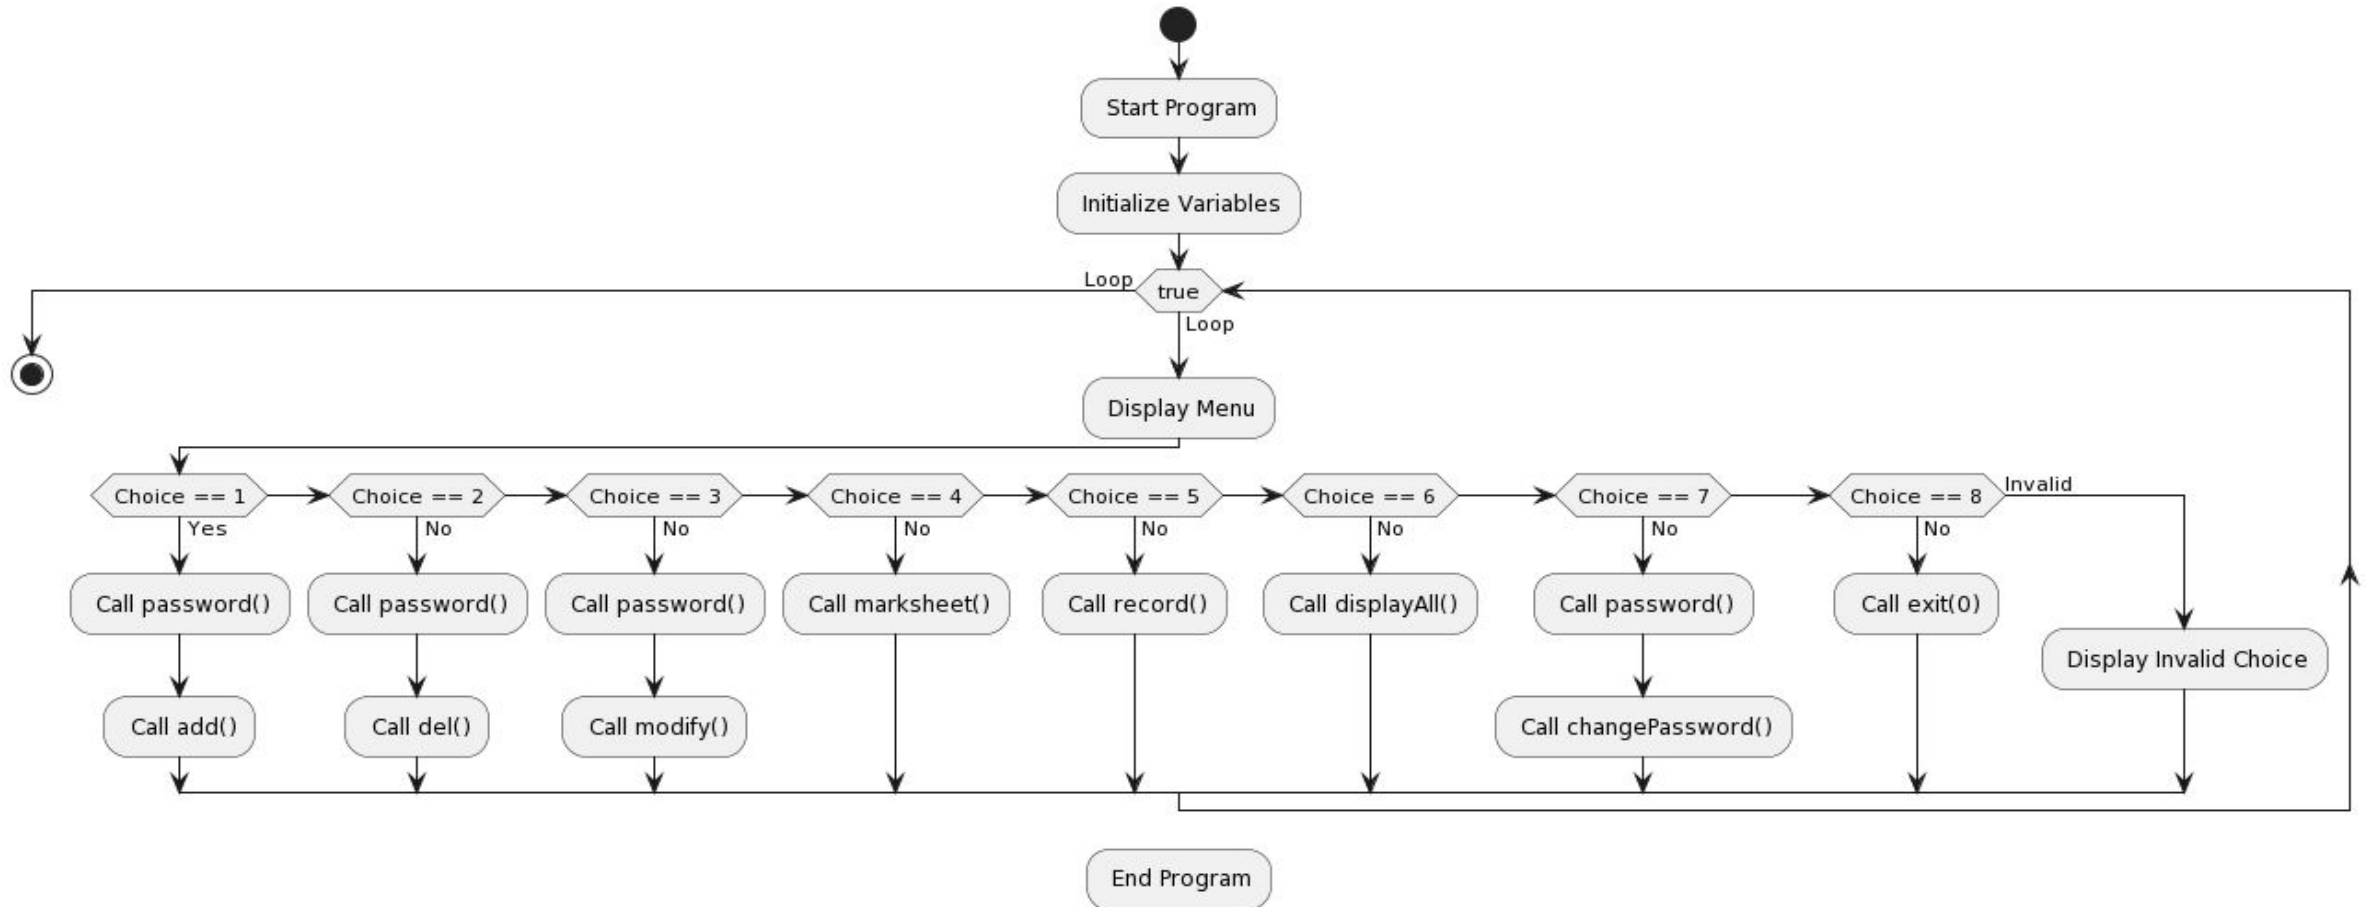 Start Program
Initialize Variables
Loop
true
Loop
Display Menu
Choice == 1
Choice == 2
Choice == 3
Choice == 4
Choice == 5
Choice == 6
Choice == 7
Choice == 8
Invalid
Yes
No
No
No
No
No
No
No
Call password()
Call password()
Call password()
Call marksheet()
Call record()
Call displayAll()
Call password()
Call exit(0)
Display Invalid Choice
Call add()
Call del()
Call modify()
Call changePassword()
End Program